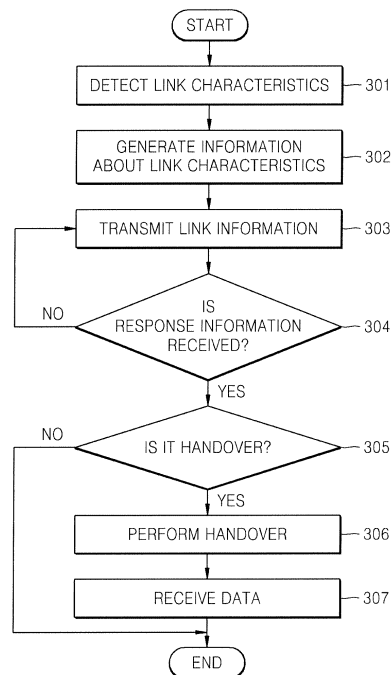 START
DETECT LINK CHARACTERISTICS
301
GENERATE INFORMATION
ABOUT LINK CHARACTERISTICS
302
TRANSMIT LINK INFORMATION
303
NO
IS
RESPONSE INFORMATION
RECEIVED?
304
YES
NO
IS IT HANDOVER?
305
YES
PERFORM HANDOVER
306
RECEIVE DATA
307
END